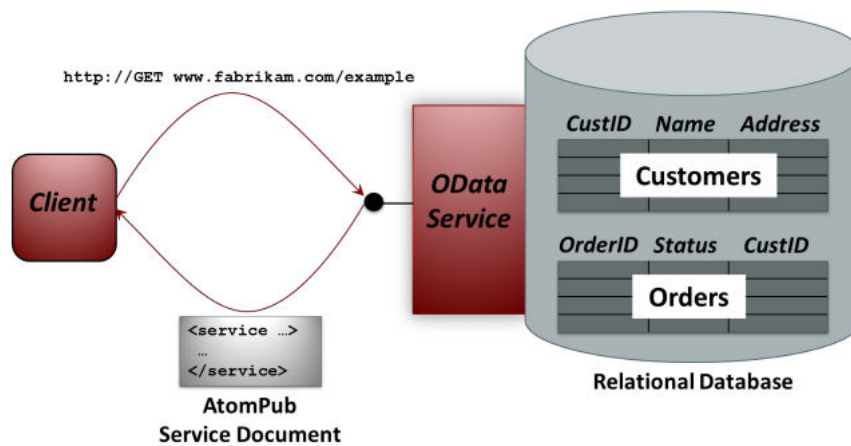 http://GET www.fabrikam.com/example
Client
OData
Service
CustID Name Address
Customers
OrderID Status CustID
Orders
Relational Database
<service …>
…
</service>
AtomPub
Service Document